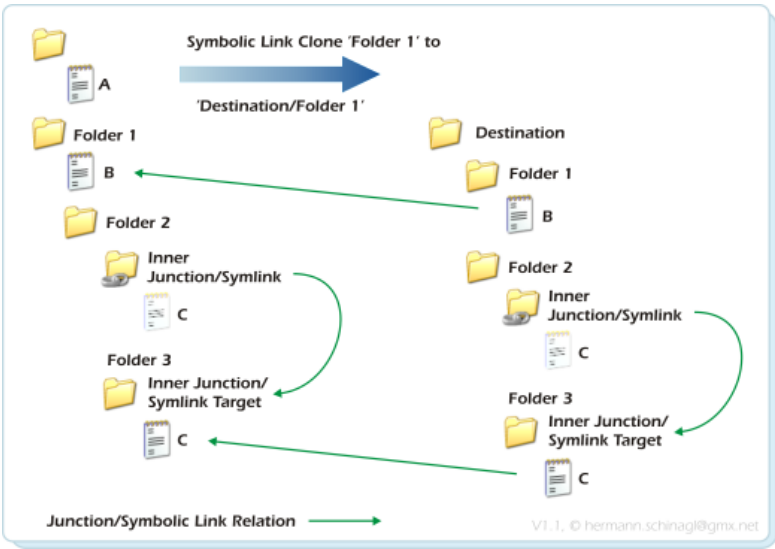 Symbolic Link Clone 'Folder 1' to
'Destination/Folder 1'
A
Folder 1
B
Folder 2
Inner
Junction/Symlink
C
Folder 3
Inner Junction/
Symlink Target
C
Destination
Folder 1
B
Folder 2
Inner
Junction/Symlink
C
Folder 3
Inner Junction/
Symlink Target
C
Junction/Symbolic Link Relation
V1.1, © hermann.schinagl@gmx.net